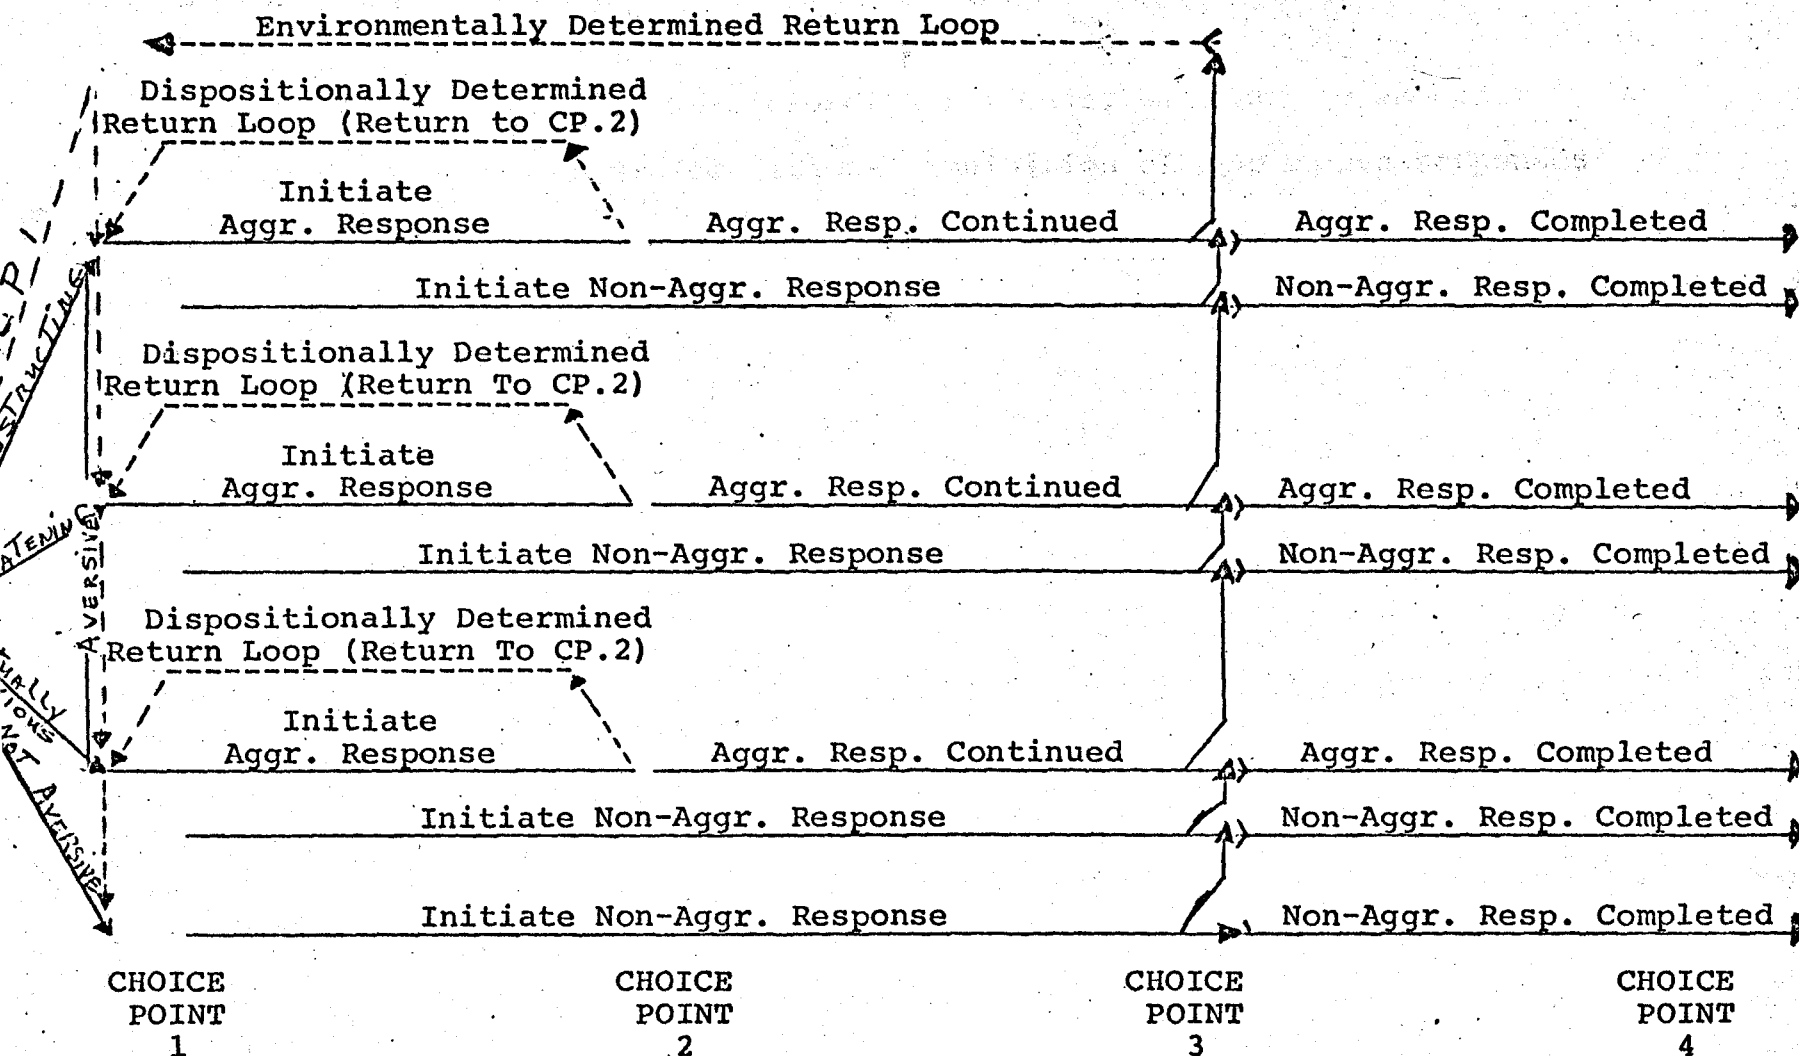 Environmentally Determined Return Loop
Dispositionally Determined
Return Loop (Return to CP.2)
Initiate
Aggr. Response
Aggr. Resp. Continued
Aggr. Resp. Completed
Initiate Non-Aggr. Response
Non-Aggr. Resp. Completed
Dispositionally Determined
Return Loop (Return To CP.2)
Initiate
Aggr. Response
Aggr. Resp. Continued
Aggr. Resp. Completed
Initiate Non-Aggr. Response
Non-Aggr. Resp. Completed
AVERSIVE
Dispositionally Determined
Return Loop (Return To CP.2)
Initiate
Aggr. Response
Aggr. Resp. Continued
Aggr. Resp. Completed
Initiate Non-Aggr. Response
Non-Aggr. Resp. Completed
NOT AVERSIVE
Initiate Non-Aggr. Response
Non-Aggr. Resp. Completed
CHOICE
POINT
1
CHOICE
POINT
2
CHOICE
POINT
3
CHOICE
POINT
4